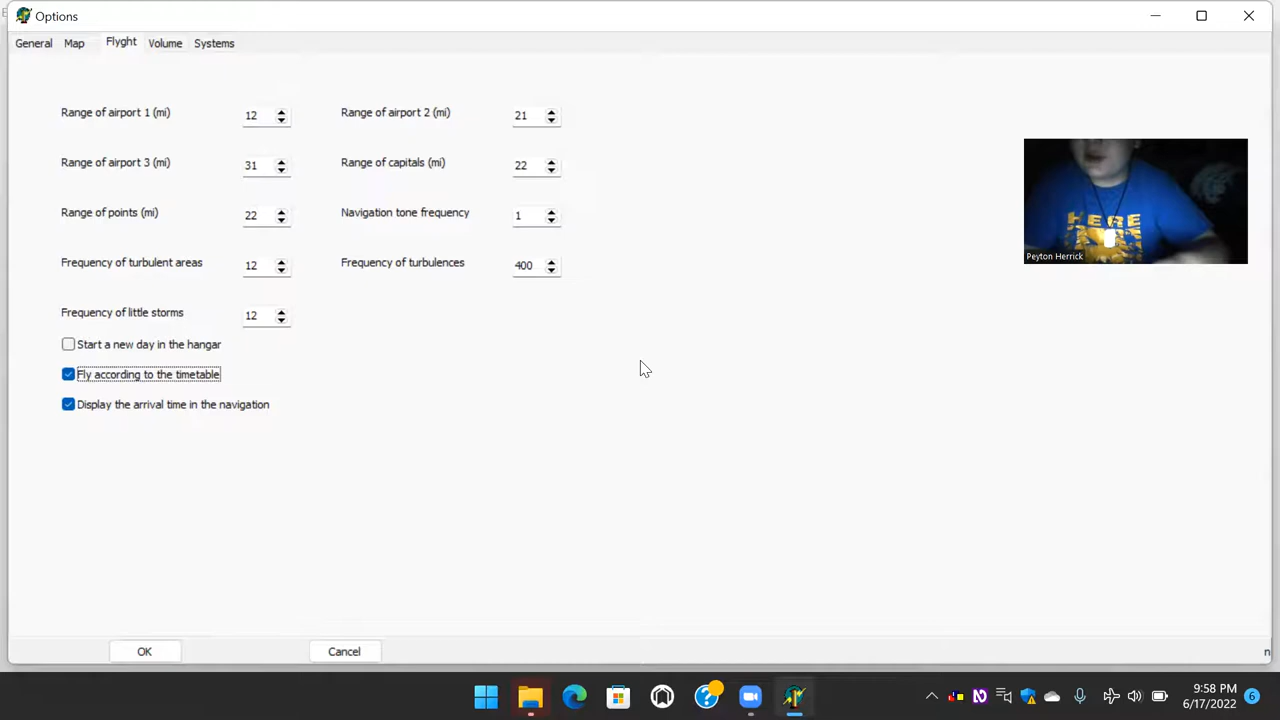 Options
General Map Flyght Volume Systems
Range of airport 1 (mi) 12 Range of airport 2 (mi) 21
Range of airport 3 (mi) 31 Range of capitals (mi) 22
Range of points (mi) 22 Navigation tone frequency 1
Frequency of turbulent areas 12 Frequency of turbulences 400
Frequency of little storms 12
Start a new day in the hangar
Fly according to the timetable
Display the arrival time in the navigation
HERE
Peyton Herrick
OK Cancel n
9:58 PM
6/17/2022 6